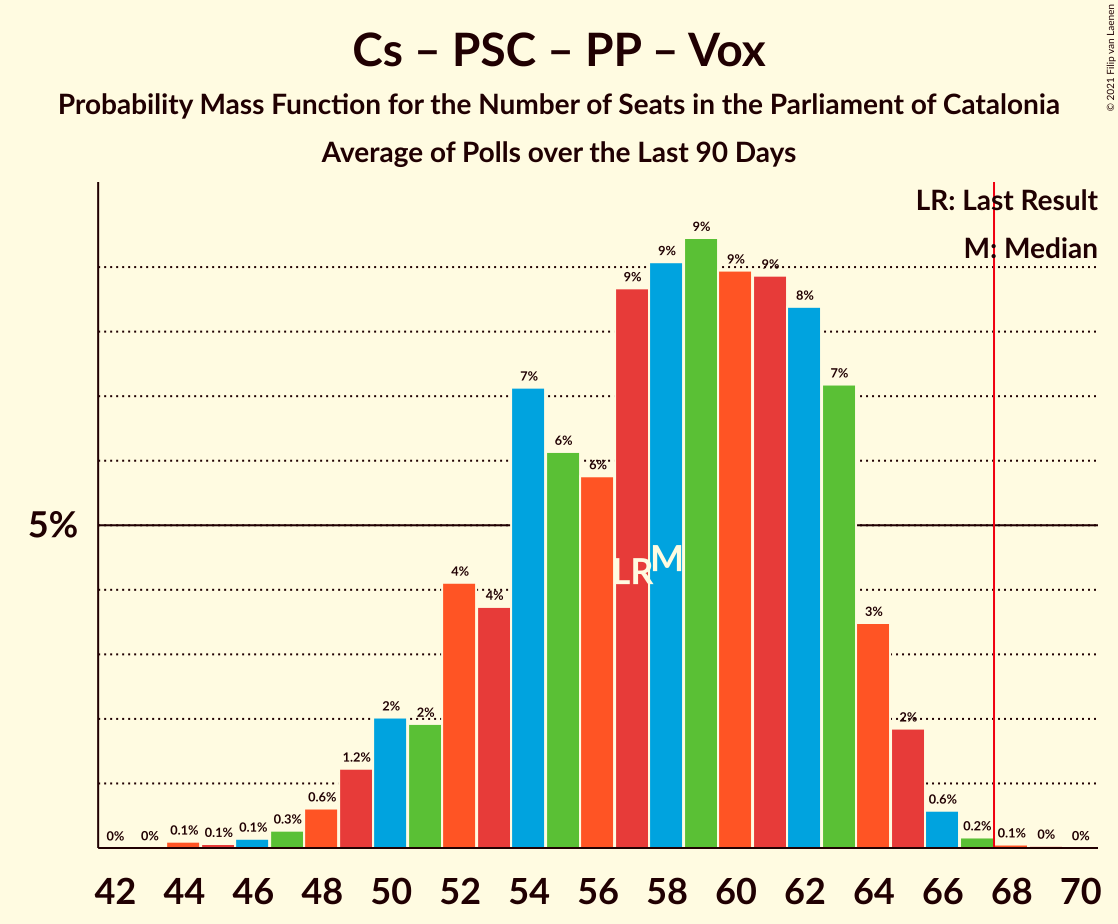 Cs – PSC – PP – Vox
Probability Mass Function for the Number of Seats in the Parliament of Catalonia
Average of Polls over the Last 90 Days
© 2021 Filip van Laenen
LR: Last Result
M: Median
5%
0% 0% 0.1% 0.1% 0.1% 0.3% 0.6% 1.2% 2% 2% 4% 4% 7% 6% 6% 9% 9% 9% 9% 9% 8% 7% 3% 2% 0.6% 0.2% 0.1% 0% 0%
LR M
42 44 46 48 50 52 54 56 58 60 62 64 66 68 70